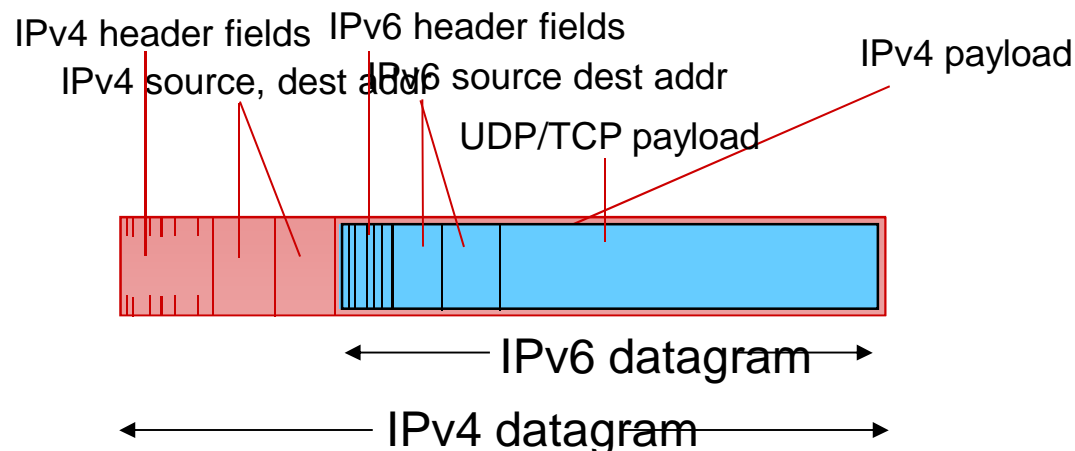 IPv4 header fields
IPv6 header fields
IPv4 payload
IPv4 source, dest addr
IPv6 source dest addr
UDP/TCP payload
IPv6 datagram
IPv4 datagram